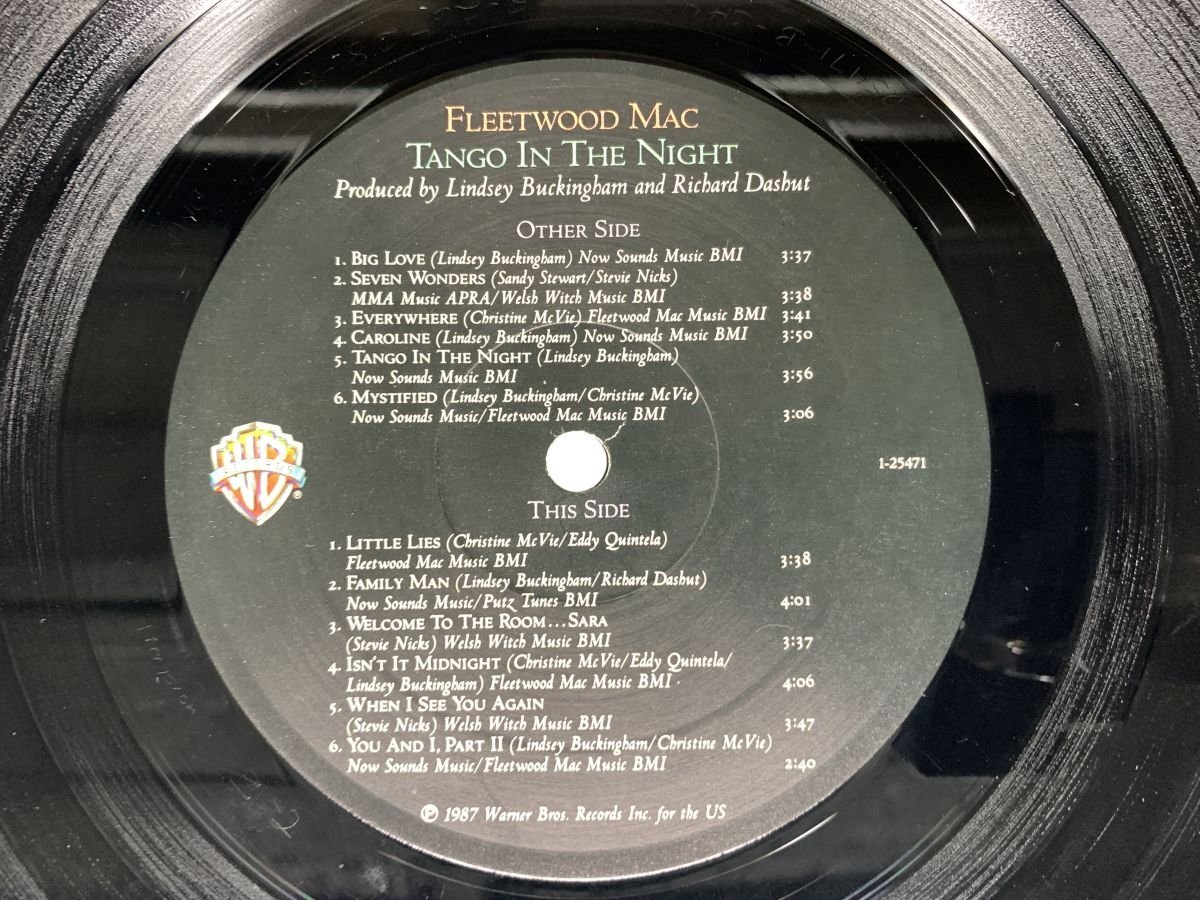 FLEETWOOD MAC
TANGO IN THE NIGHT
Produced by Lindsey Buckingham and Richard Dashut
OTHER SIDE
1. BIG LOVE (Lindsey Buckingham) Now Sounds Music BMI 3:37
2. SEVEN WONDERS (Sandy Stewart/Stevie Nicks)
MMA Music APRA/Welsh Witch Music BMI 3:38
3. EVERYWHERE (Christine McVie) Fleetwood Mac Music BMI 3:41
4. CAROLINE (Lindsey Buckingham) Now Sounds Music BMI 3:50
5. TANGO IN THE NIGHT (Lindsey Buckingham)
Now Sounds Music BMI 3:56
6. MYSTIFIED (Lindsey Buckingham/Christine McVie)
Now Sounds Music/Fleetwood Mac Music BMI 3:06
WB
RECORDS
®
1-25471
THIS SIDE
1. LITTLE LIES (Christine McVie/Eddy Quintela)
Fleetwood Mac Music BMI 3:38
2. FAMILY MAN (Lindsey Buckingham/Richard Dashut)
Now Sounds Music/Putz Tunes BMI 4:01
3. WELCOME TO THE ROOM...SARA
(Stevie Nicks) Welsh Witch Music BMI 3:37
4. ISN'T IT MIDNIGHT (Christine McVie/Eddy Quintela/
Lindsey Buckingham) Fleetwood Mac Music BMI 4:06
5. WHEN I SEE YOU AGAIN
(Stevie Nicks) Welsh Witch Music BMI 3:47
6. YOU AND I, PART II (Lindsey Buckingham/Christine McVie)
Now Sounds Music/Fleetwood Mac Music BMI 2:40
℗ 1987 Warner Bros. Records Inc. for the US